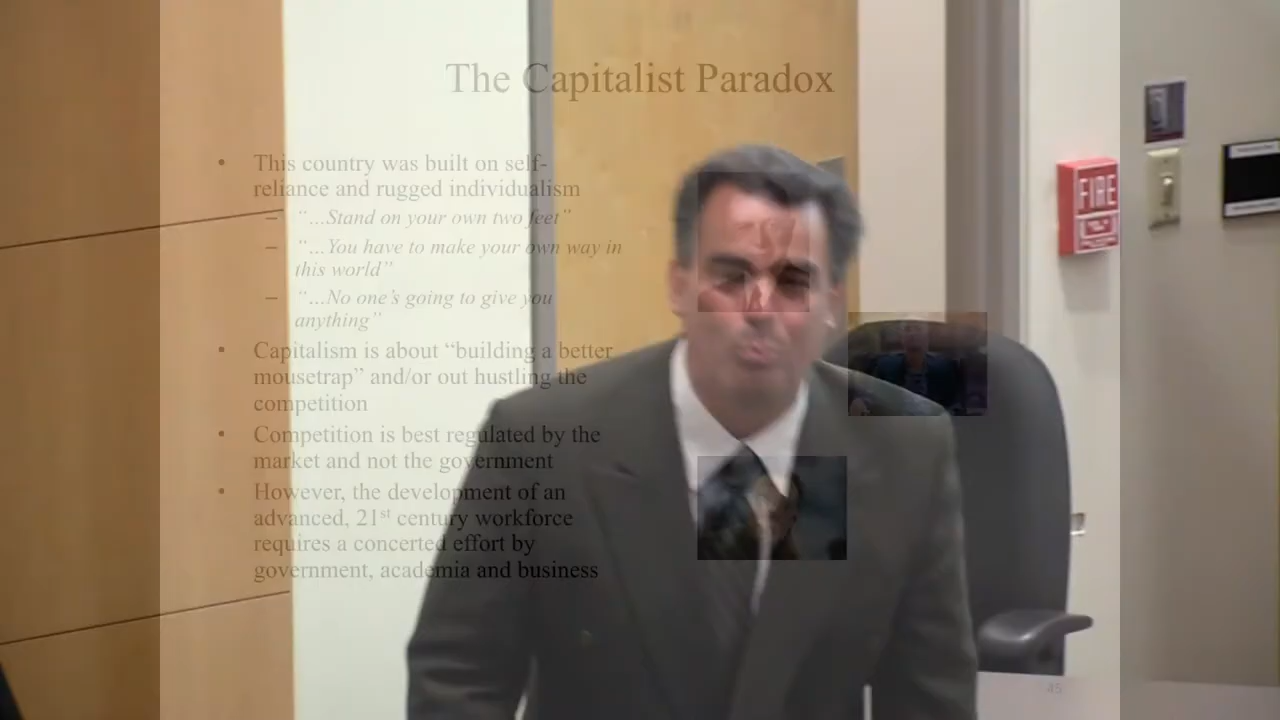 The Capitalist Paradox
• This country was built on self-
reliance and rugged individualism
– “…Stand on your own two feet”
– “…You have to make your own way in
this world”
– “…No one’s going to give you
anything”
• Capitalism is about “building a better
mousetrap” and/or out hustling the
competition
• Competition is best regulated by the
market and not the government
• However, the development of an
advanced, 21st century workforce
requires a concerted effort by
government, academia and business
FIRE
45